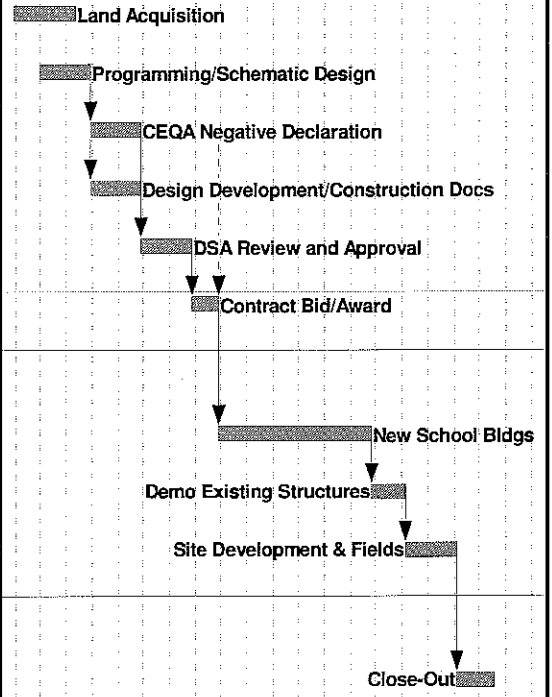 Land Acquisition
Programming/Schematic Design
CEQA Negative Declaration
Design Development/Construction Docs
DSA Review and Approval
Contract Bid/Award
New School Bldgs
Demo Existing Structures
Site Development & Fields
Close-Out